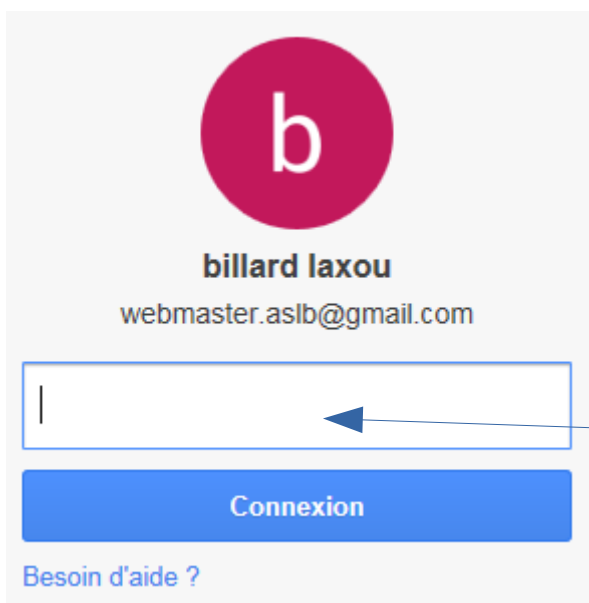 b
billard laxou
webmaster.aslb@gmail.com
Connexion
Besoin d'aide ?